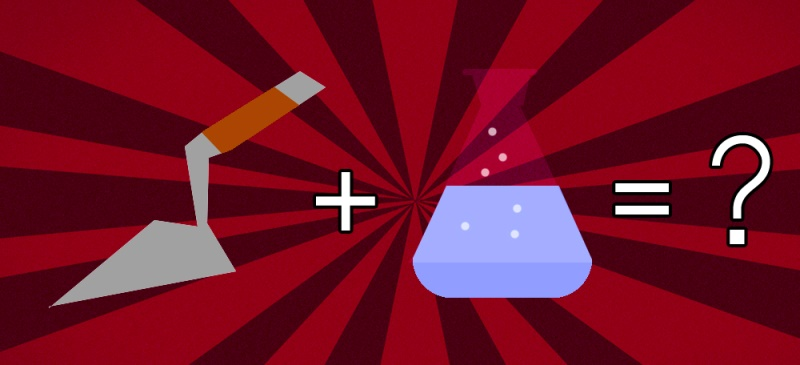 + = ?